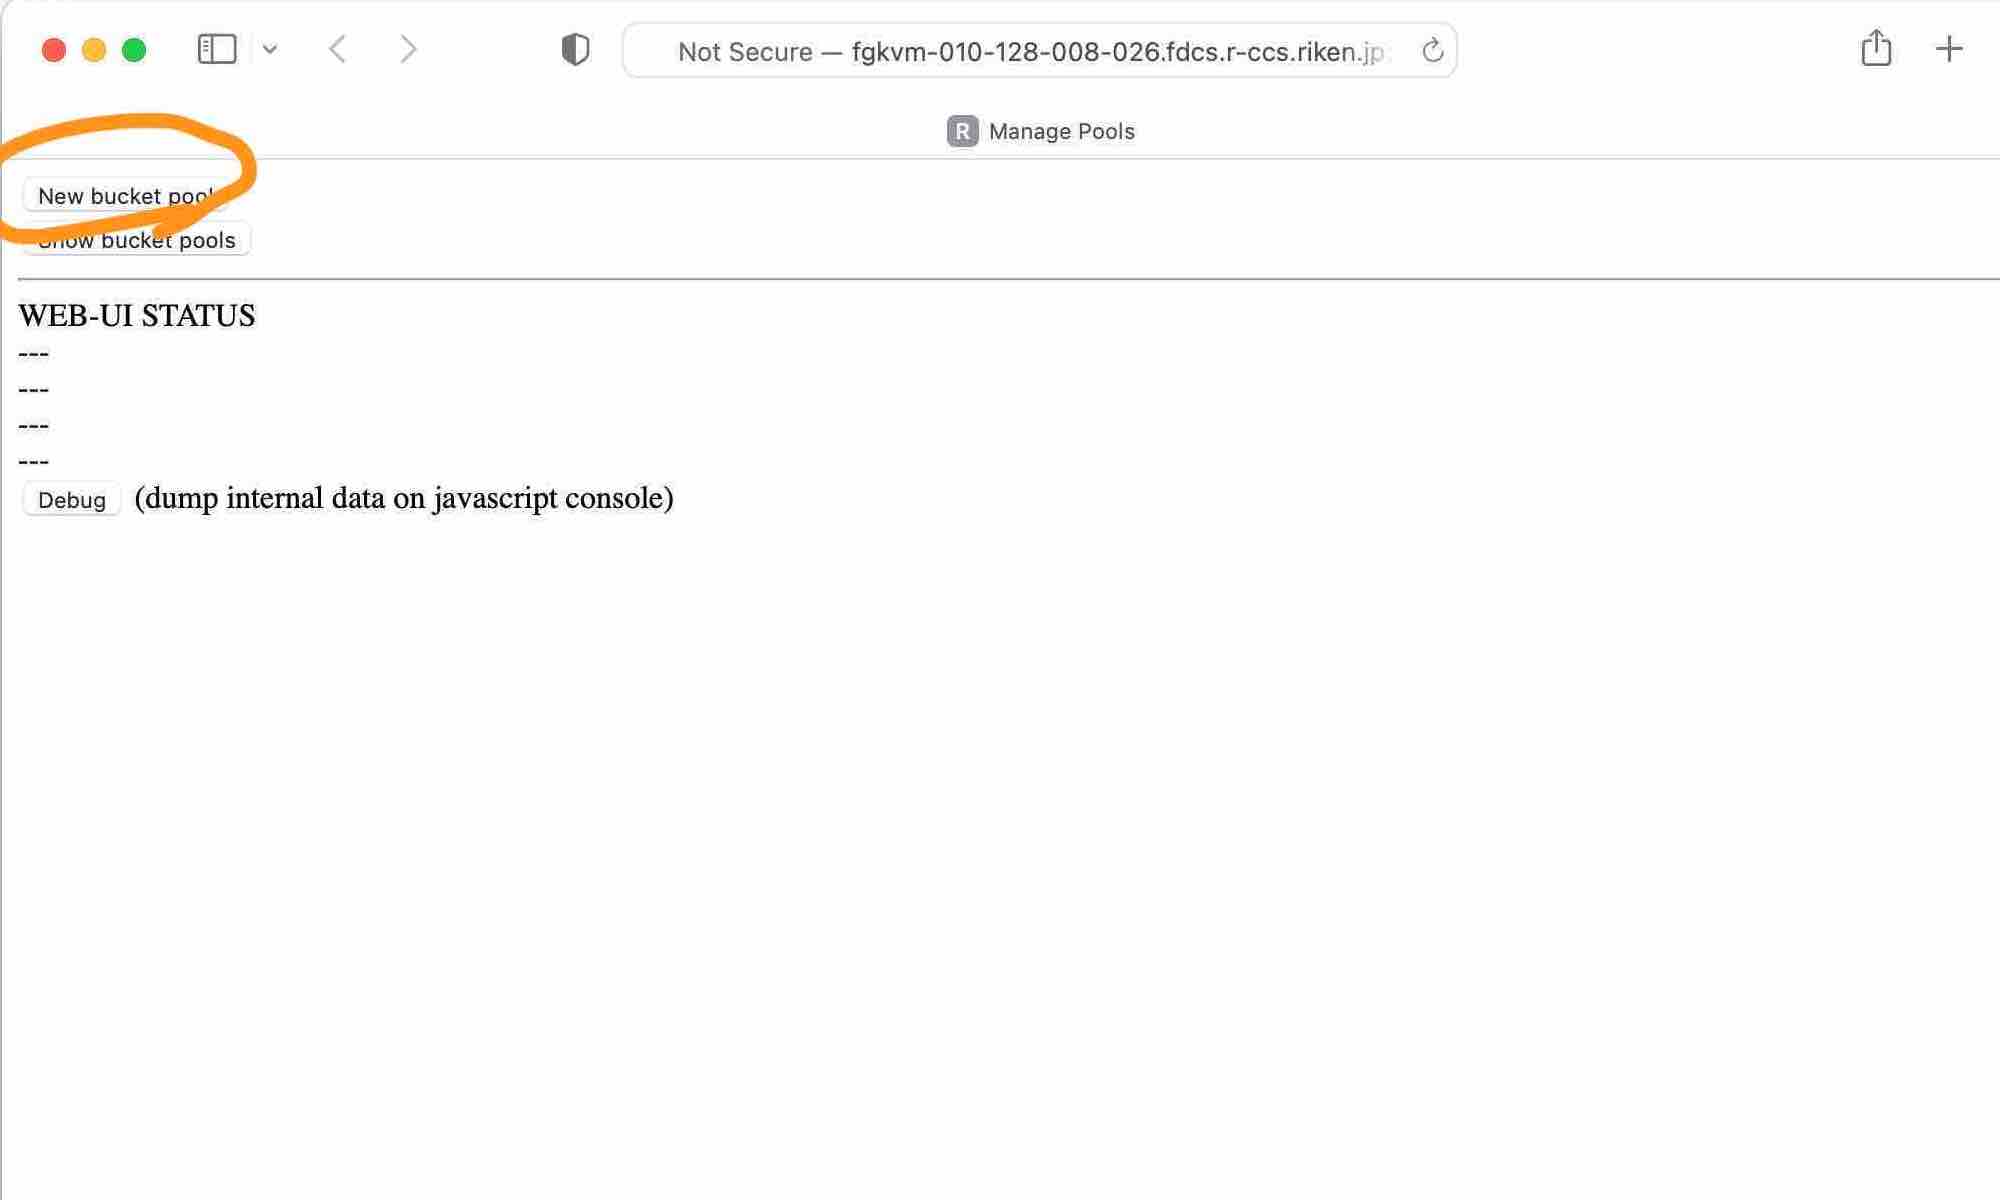 Not Secure — fgkvm-010-128-008-026.fdcs.r-ccs.riken.jp:
R Manage Pools
New bucket pool
Show bucket pools
WEB-UI STATUS
---
---
---
---
Debug (dump internal data on javascript console)